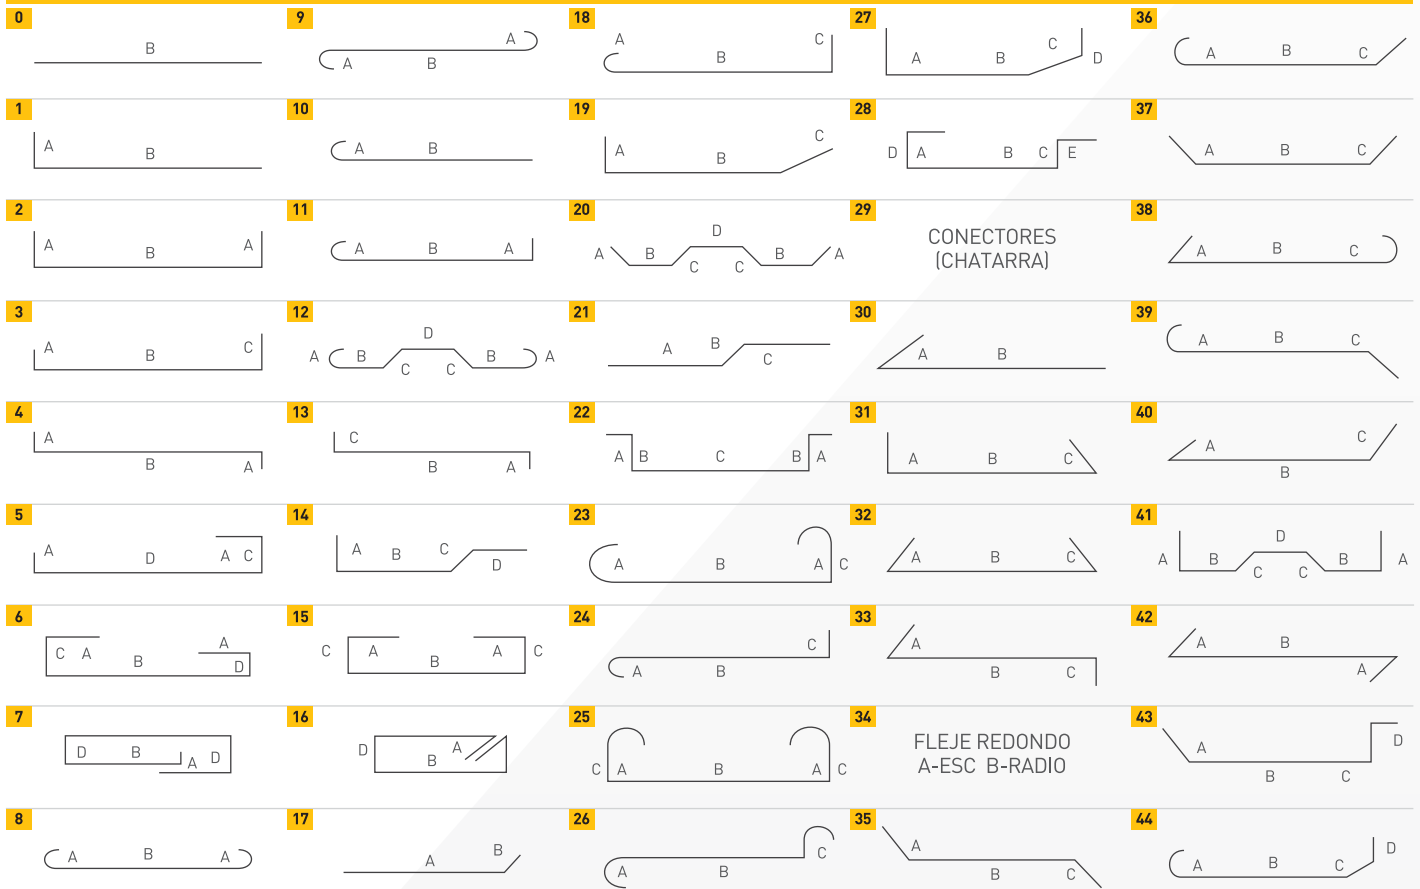 0
B
1
A
B
2
A
B
A
3
A
B
C
4
A
B
A
5
A
D
A C
6
C A
B
A
D
7
D
B
A
D
8
A
B
A
9
A
A
B
10
A
B
11
A
B
A
12
A
B
C
D
C
B
A
13
C
B
A
14
A
B
C
D
15
C
A
B
A
C
16
D
B
A
17
A
B
18
A
B
C
19
A
B
C
20
A
B
C
D
C
B
A
21
A
B
C
22
A B
C
B A
23
A
B
A C
24
A
B
C
25
C A
B
A C
26
A
B
C
27
A
B
C
D
28
D A
B
C E
29
CONECTORES
(CHATARRA)
30
A
B
31
A
B
C
32
A
B
C
33
A
B
C
34
FLEJE REDONDO
A-ESC B-RADIO
35
A
B
C
36
A
B
C
37
A
B
C
38
A
B
C
39
A
B
C
40
A
B
C
41
A
B
C
D
C
B
A
42
A
B
A
43
A
B
C
D
44
A
B
C
D